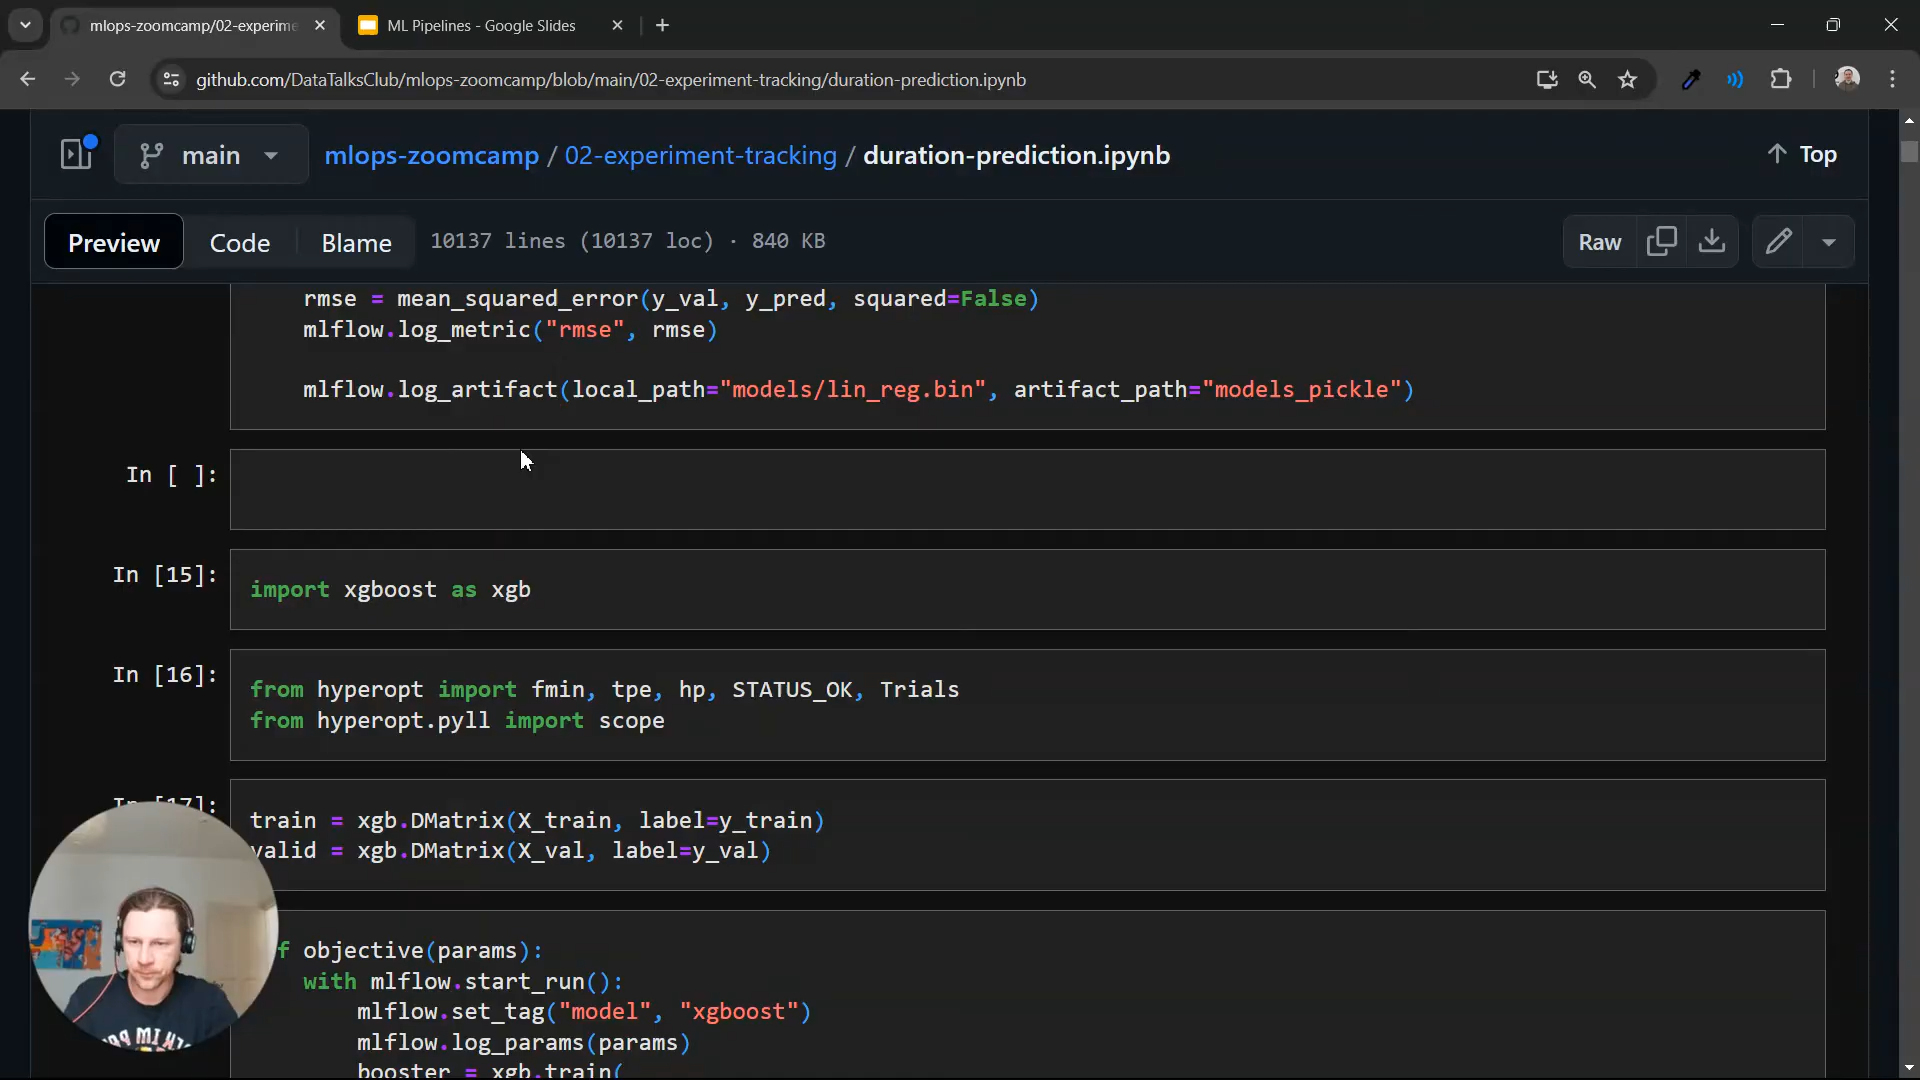 mlops-zoomcamp/02-experime
ML Pipelines - Google Slides
github.com/DataTalksClub/mlops-zoomcamp/blob/main/02-experiment-tracking/duration-prediction.ipynb
main
mlops-zoomcamp / 02-experiment-tracking / duration-prediction.ipynb
Top
Preview
Code
Blame
10137 lines (10137 loc) · 840 KB
Raw
rmse = mean_squared_error(y_val, y_pred, squared=False)
mlflow.log_metric("rmse", rmse)
mlflow.log_artifact(local_path="models/lin_reg.bin", artifact_path="models_pickle")
In [ ]:
In [15]:
import xgboost as xgb
In [16]:
from hyperopt import fmin, tpe, hp, STATUS_OK, Trials
from hyperopt.pyll import scope
In [17]:
train = xgb.DMatrix(X_train, label=y_train)
valid = xgb.DMatrix(X_val, label=y_val)
f objective(params):
with mlflow.start_run():
mlflow.set_tag("model", "xgboost")
mlflow.log_params(params)
booster = xgb.train(